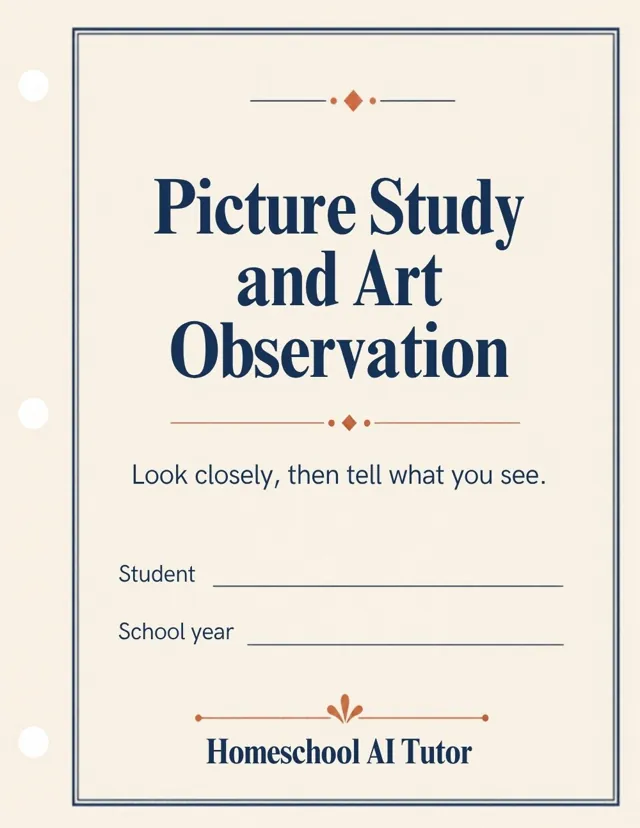 Picture Study
and Art
Observation
Look closely, then tell what you see.
Student
School year
Homeschool AI Tutor